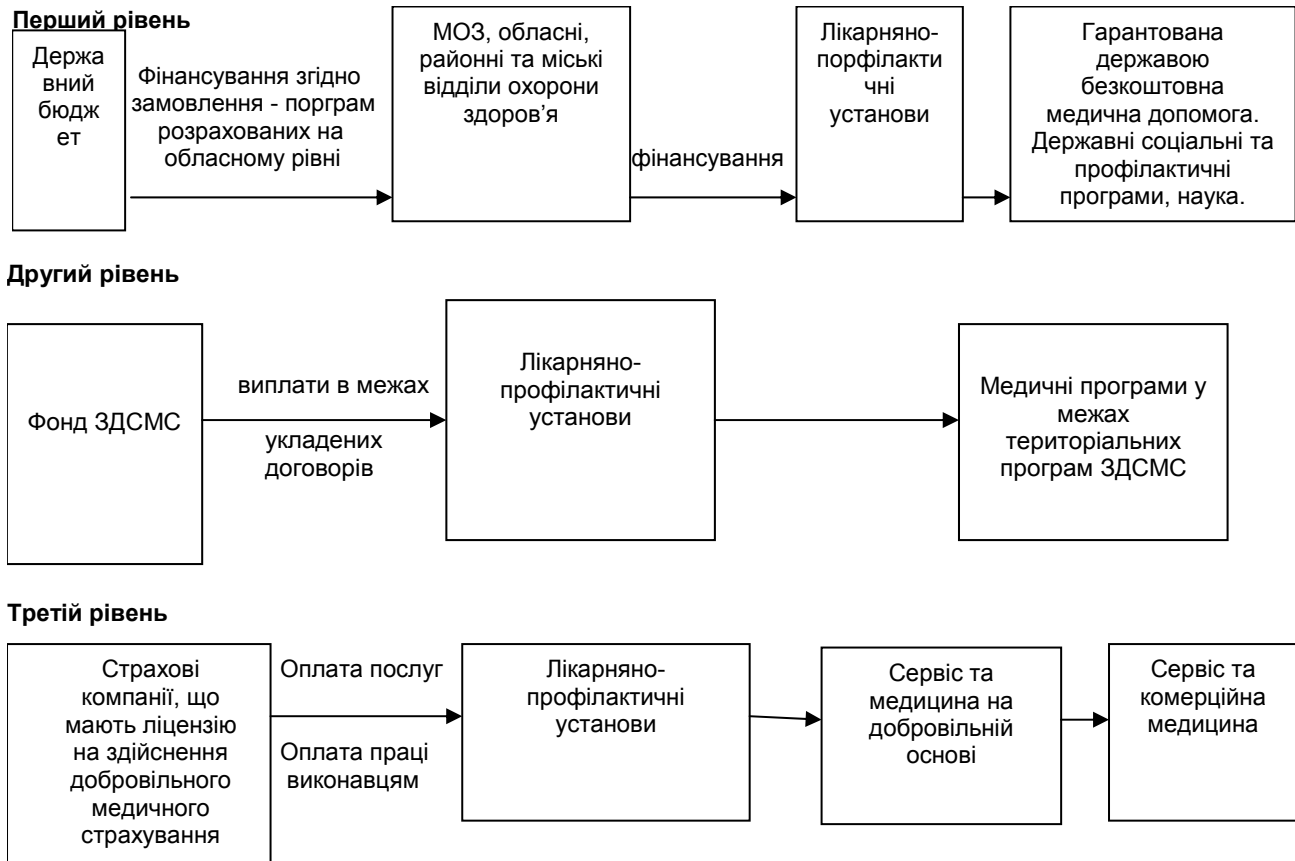 Перший рівень
Держа
вний
бюдж
ет
Фінансування згідно
замовлення - порграм
розрахованих на
обласному рівні
МОЗ, обласні,
районні та міські
відділи охорони
здоров’я
фінансування
Лікарняно-
порфілакти
чні
установи
Гарантована
державою
безкоштовна
медична допомога.
Державні соціальні та
профілактичні
програми, наука.
Другий рівень
Фонд ЗДСМС
виплати в межах
укладених
договорів
Лікарняно-
профілактичні
установи
Медичні програми у
межах
територіальних
програм ЗДСМС
Третій рівень
Страхові
компанії, що
мають ліцензію
на здійснення
добровільного
медичного
страхування
Оплата послуг
Оплата праці
виконавцям
Лікарняно-
профілактичні
установи
Сервіс та
медицина на
добровільній
основі
Сервіс та
комерційна
медицина